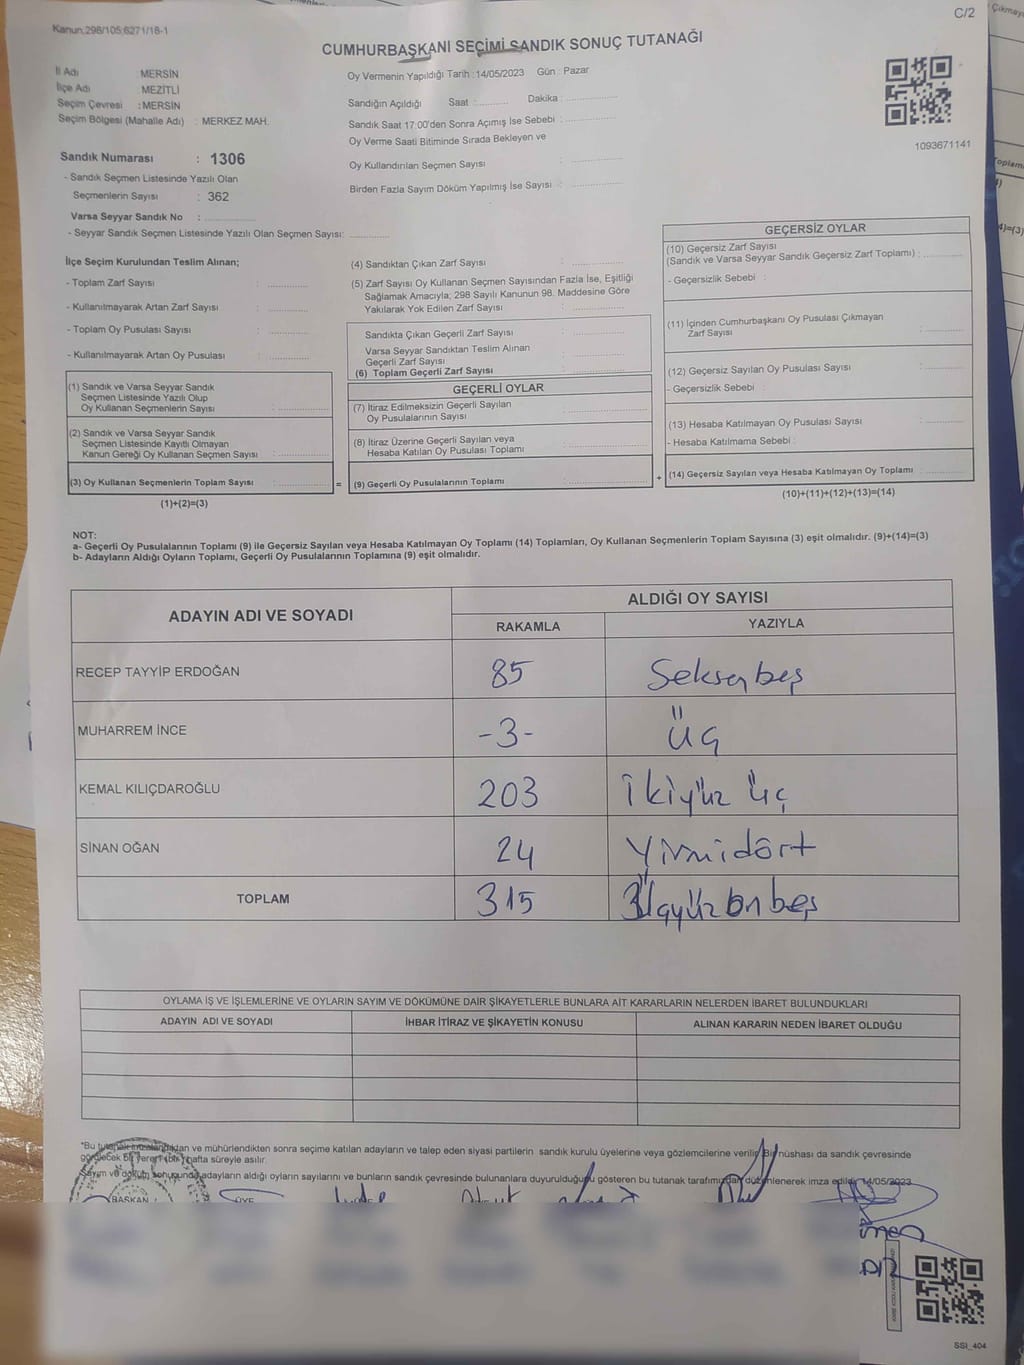 Kanun,298/105;6271/18-1
C/2
CUMHURBAŞKANI SEÇİMİ SANDIK SONUÇ TUTANAĞI
İl Adı MERSİN
İlçe Adı MEZİTLİ
Seçim Çevresi : MERSİN
Seçim Bölgesi (Mahalle Adı) : MERKEZ MAH.
Oy Vermenin Yapıldığı Tarih : 14/05/2023 Gün : Pazar
Sandığın Açıldığı Saat :........... Dakika :................
Sandık Saat 17:00'den Sonra Açımış İse Sebebi :................
Oy Verme Saati Bitiminde Sırada Bekleyen ve
Oy Kullandırılan Seçmen Sayısı :................
Birden Fazla Sayım Döküm Yapılmış İse Sayısı :................
1093671141
Sandık Numarası : 1306
- Sandık Seçmen Listesinde Yazılı Olan
Seçmenlerin Sayısı : 362
Varsa Seyyar Sandık No :................
- Seyyar Sandık Seçmen Listesinde Yazılı Olan Seçmen Sayısı: ............
İlçe Seçim Kurulundan Teslim Alınan;
- Toplam Zarf Sayısı :............
- Kullanılmayarak Artan Zarf Sayısı :............
- Toplam Oy Pusulası Sayısı :............
- Kullanılmayarak Artan Oy Pusulası :............
(1) Sandık ve Varsa Seyyar Sandık
Seçmen Listesinde Yazılı Olup
Oy Kullanan Seçmenlerin Sayısı :................
(2) Sandık ve Varsa Seyyar Sandık
Seçmen Listesinde Kayıtlı Olmayan
Kanun Gereği Oy Kullanan Seçmen Sayısı :................
(3) Oy Kullanan Seçmenlerin Toplam Sayısı :................
(1)+(2)=(3)
=
(4) Sandıktan Çıkan Zarf Sayısı :................
(5) Zarf Sayısı Oy Kullanan Seçmen Sayısından Fazla İse, Eşitliği
Sağlamak Amacıyla; 298 Sayılı Kanunun 98. Maddesine Göre
Yakılarak Yok Edilen Zarf Sayısı :................
Sandıkta Çıkan Geçerli Zarf Sayısı :................
Varsa Seyyar Sandıktan Teslim Alınan
Geçerli Zarf Sayısı :................
(6) Toplam Geçerli Zarf Sayısı :................
GEÇERLİ OYLAR
(7) İtiraz Edilmeksizin Geçerli Sayılan
Oy Pusulalarının Sayısı :................
(8) İtiraz Üzerine Geçerli Sayılan veya
Hesaba Katılan Oy Pusulası Toplamı :................
(9) Geçerli Oy Pusulalarının Toplamı :................
+
GEÇERSİZ OYLAR
(10) Geçersiz Zarf Sayısı
(Sandık ve Varsa Seyyar Sandık Geçersiz Zarf Toplamı) :............
- Geçersizlik Sebebi :
(11) İçinden Cumhurbaşkanı Oy Pusulası Çıkmayan
Zarf Sayısı :............
(12) Geçersiz Sayılan Oy Pusulası Sayısı :............
- Geçersizlik Sebebi :
(13) Hesaba Katılmayan Oy Pusulası Sayısı :............
- Hesaba Katılmama Sebebi :
(14) Geçersiz Sayılan veya Hesaba Katılmayan Oy Toplamı :............
(10)+(11)+(12)+(13)=(14)
NOT:
a- Geçerli Oy Pusulalarının Toplamı (9) ile Geçersiz Sayılan veya Hesaba Katılmayan Oy Toplamı (14) Toplamları, Oy Kullanan Seçmenlerin Toplam Sayısına (3) eşit olmalıdır. (9)+(14)=(3)
b- Adayların Aldığı Oyların Toplamı, Geçerli Oy Pusulalarının Toplamına (9) eşit olmalıdır.
ADAYIN ADI VE SOYADI
ALDIĞI OY SAYISI
RAKAMLA YAZIYLA
RECEP TAYYİP ERDOĞAN 85 Seksenbeş
MUHARREM İNCE -3- Üç
KEMAL KILIÇDAROĞLU 203 İkiyüz üç
SİNAN OĞAN 24 Yirmidört
TOPLAM 315 Üçyüz on beş
OYLAMA İŞ VE İŞLEMLERİNE VE OYLARIN SAYIM VE DÖKÜMÜNE DAİR ŞİKAYETLERLE BUNLARA AİT KARARLARIN NELERDEN İBARET BULUNDUKLARI
ADAYIN ADI VE SOYADI İHBAR İTİRAZ VE ŞİKAYETİN KONUSU ALINAN KARARIN NEDEN İBARET OLDUĞU
*Bu tutanak imzalandıktan ve mühürlendikten sonra seçime katılan adayların ve talep eden siyasi partilerin sandık kurulu üyelerine veya gözlemcilerine verilir. Bir nüshası da sandık çevresinde
görülecek bir yere 1 (bir) hafta süreyle asılır.
Sayım ve döküm sonucunda adayların aldığı oyların sayılarını ve bunların sandık çevresinde bulunanlara duyurulduğunu gösteren bu tutanak tarafımızdan düzenlenerek imza edildi. 14/05/2023
BAŞKAN ÜYE
SSI_404